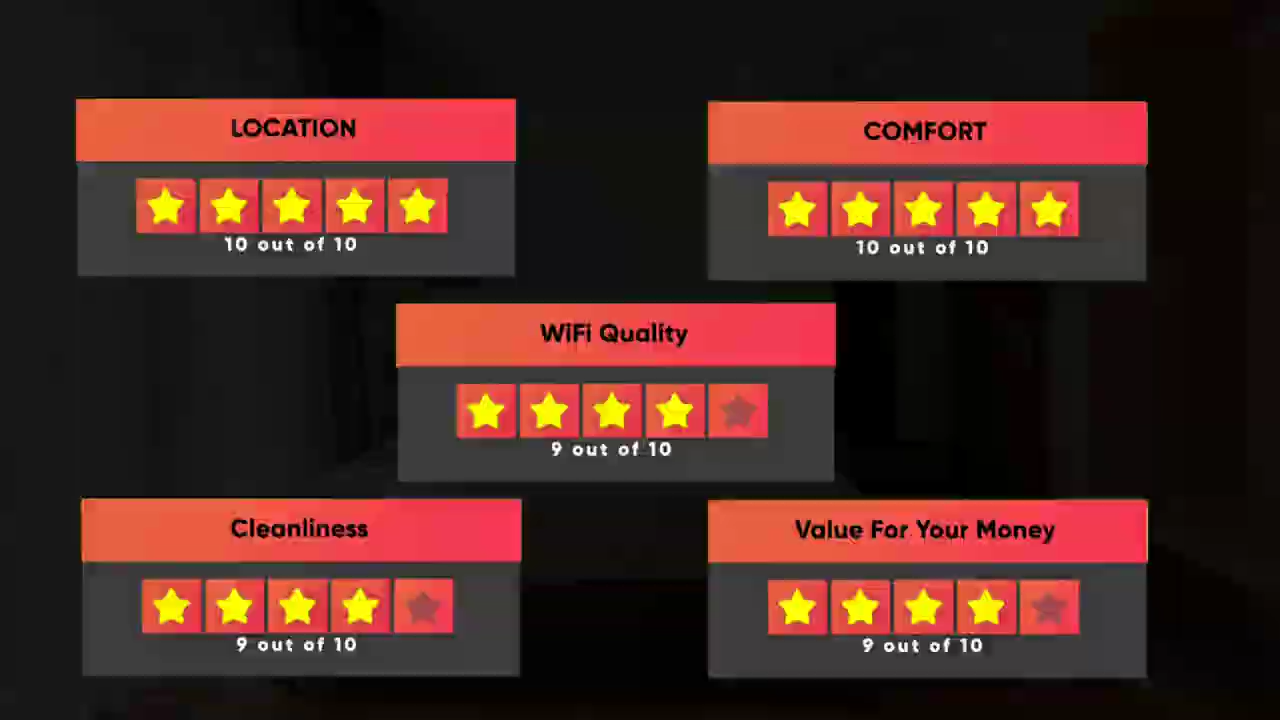 LOCATION
10 out of 10
COMFORT
10 out of 10
WiFi Quality
9 out of 10
Cleanliness
9 out of 10
Value For Your Money
9 out of 10